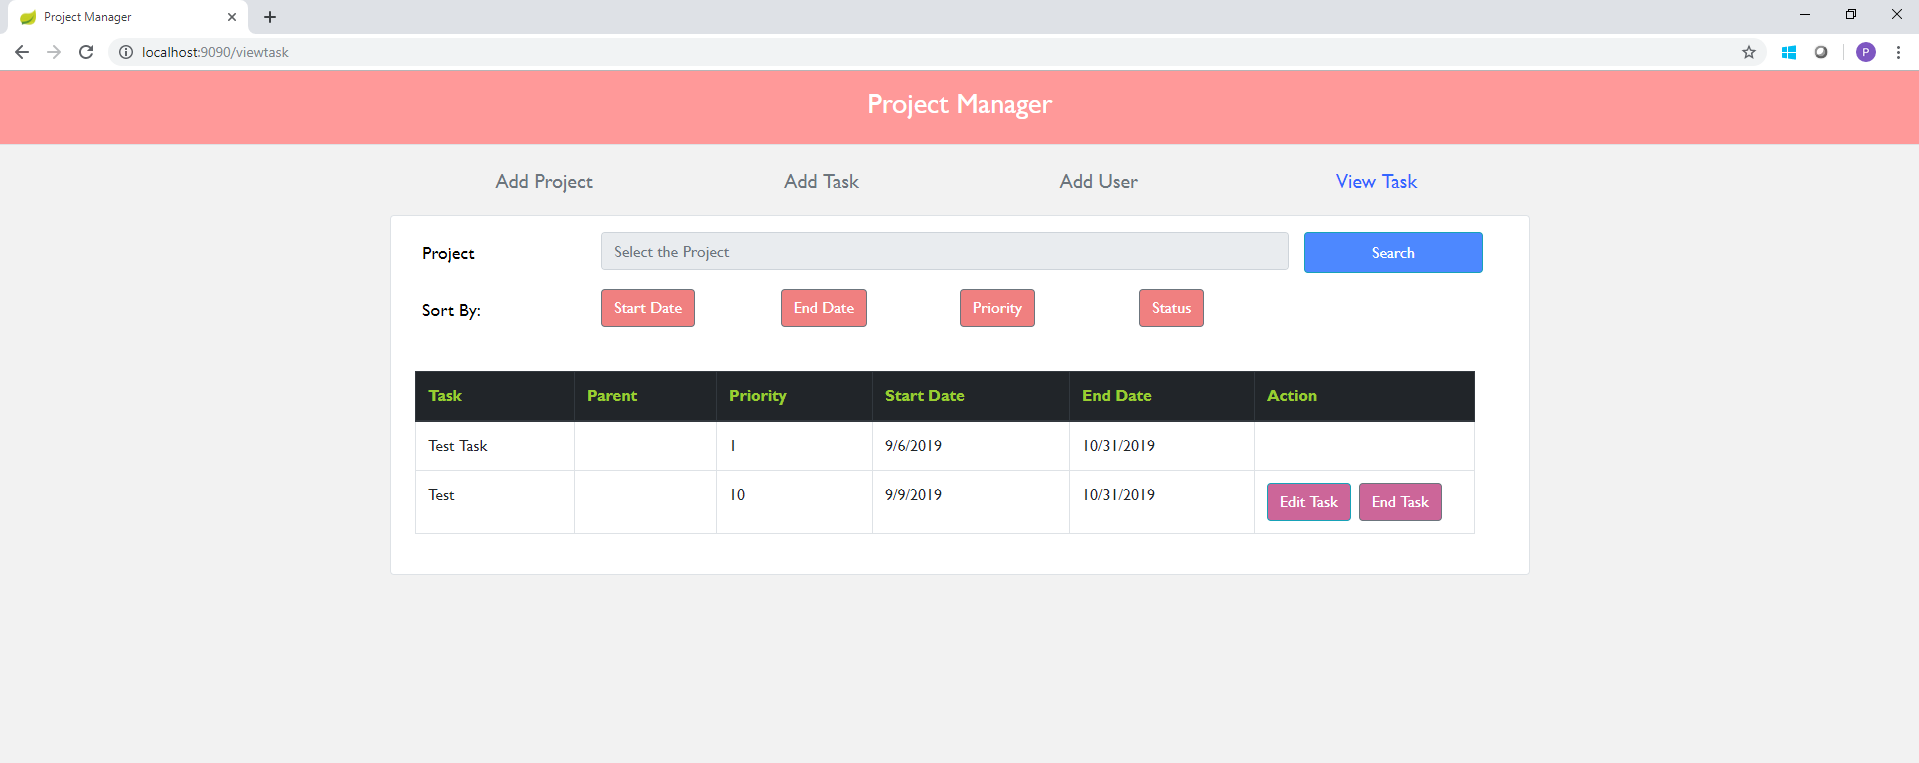 Project Manager
localhost:9090/viewtask
P
Project Manager
Add Project Add Task Add User View Task
Project Select the Project Search
Sort By: Start Date End Date Priority Status
Task Parent Priority Start Date End Date Action
Test Task 1 9/6/2019 10/31/2019
Test 10 9/9/2019 10/31/2019 Edit Task End Task